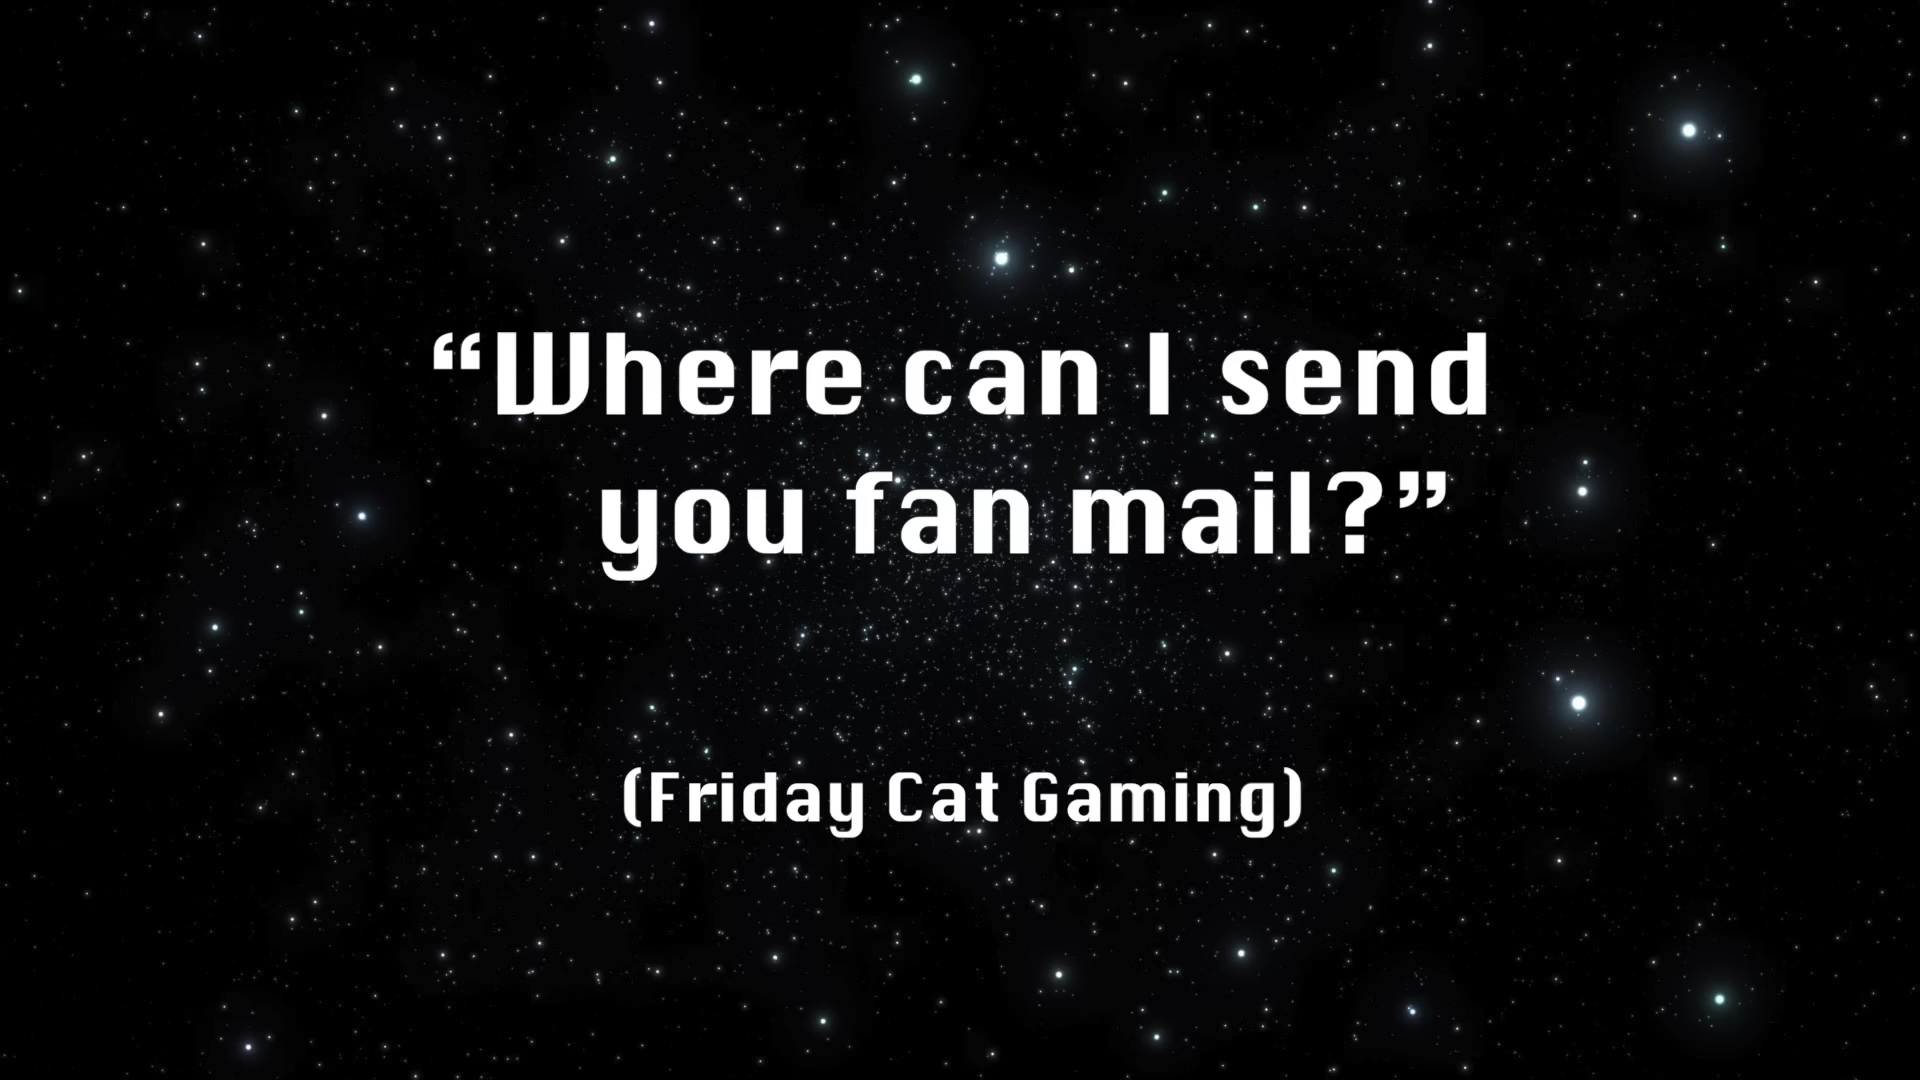 “Where can I send
you fan mail?”
(Friday Cat Gaming)